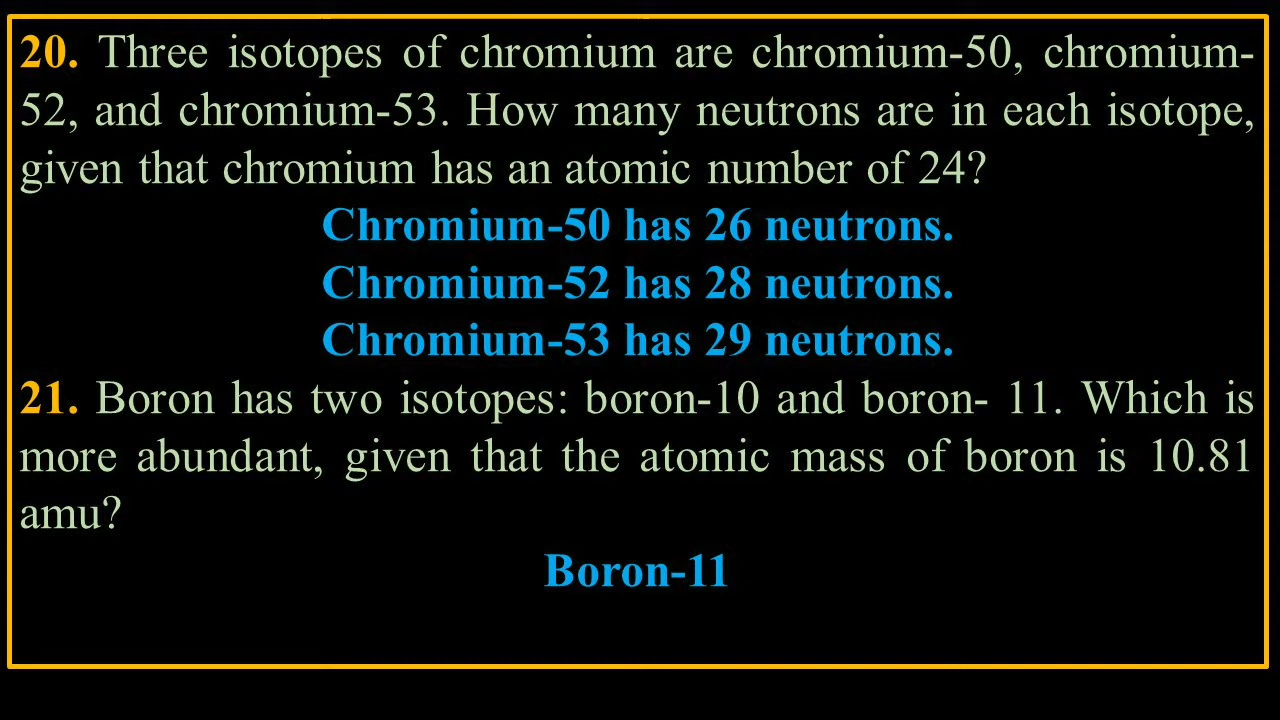 20. Three isotopes of chromium are chromium-50, chromium-
52, and chromium-53. How many neutrons are in each isotope,
given that chromium has an atomic number of 24?
Chromium-50 has 26 neutrons.
Chromium-52 has 28 neutrons.
Chromium-53 has 29 neutrons.
21. Boron has two isotopes: boron-10 and boron- 11. Which is
more abundant, given that the atomic mass of boron is 10.81
amu?
Boron-11